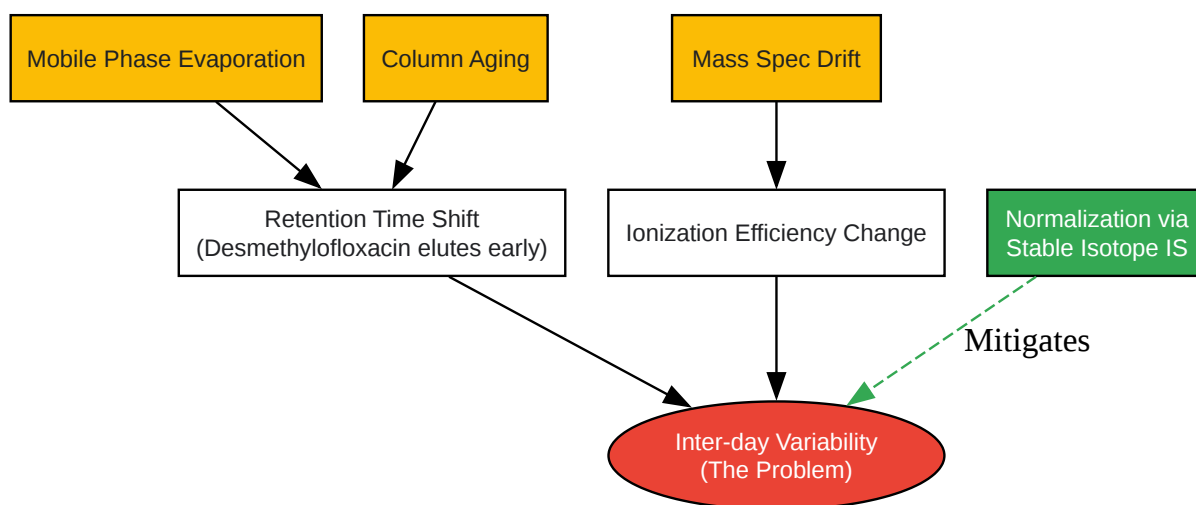 Mobile Phase Evaporation
Column Aging
Mass Spec Drift
Retention Time Shift
(Desmethylofloxacin elutes early)
Ionization Efficiency Change
Normalization via
Stable Isotope IS
Mitigates
Inter-day Variability
(The Problem)